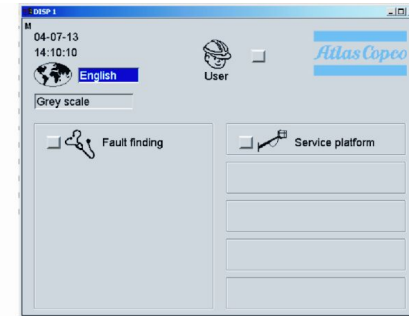 DISP 1
M
04-07-13
14:10:10
English
User
Atlas Copco
Grey scale
Fault finding
Service platform